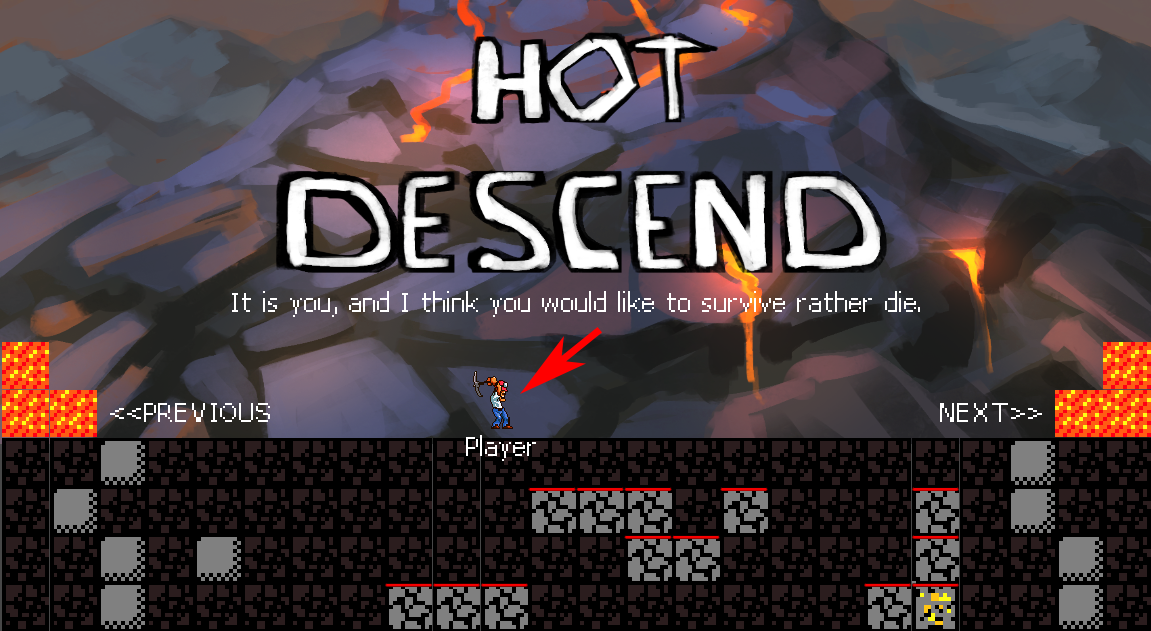 HOT
DESCEND
It is you, and I think you would like to survive rather die.
<<PREVIOUS
NEXT>>
Player